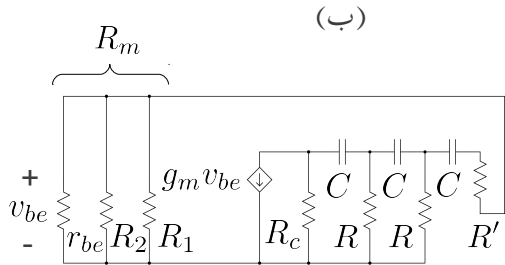 (ب)
R_m
+
v_be
-
r_be
R_2
R_1
g_m v_be
R_c
C
R
C
R
C
R'